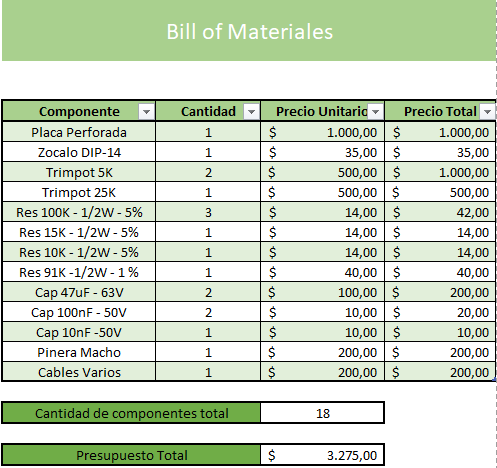 Bill of Materiales
Componente Cantidad Precio Unitario Precio Total
Placa Perforada 1 $ 1.000,00 $ 1.000,00
Zocalo DIP-14 1 $ 35,00 $ 35,00
Trimpot 5K 2 $ 500,00 $ 1.000,00
Trimpot 25K 1 $ 500,00 $ 500,00
Res 100K - 1/2W - 5% 3 $ 14,00 $ 42,00
Res 15K - 1/2W - 5% 1 $ 14,00 $ 14,00
Res 10K - 1/2W - 5% 1 $ 14,00 $ 14,00
Res 91K -1/2W - 1 % 1 $ 40,00 $ 40,00
Cap 47uF - 63V 2 $ 100,00 $ 200,00
Cap 100nF - 50V 2 $ 10,00 $ 20,00
Cap 10nF -50V 1 $ 10,00 $ 10,00
Pinera Macho 1 $ 200,00 $ 200,00
Cables Varios 1 $ 200,00 $ 200,00
Cantidad de componentes total 18
Presupuesto Total $ 3.275,00